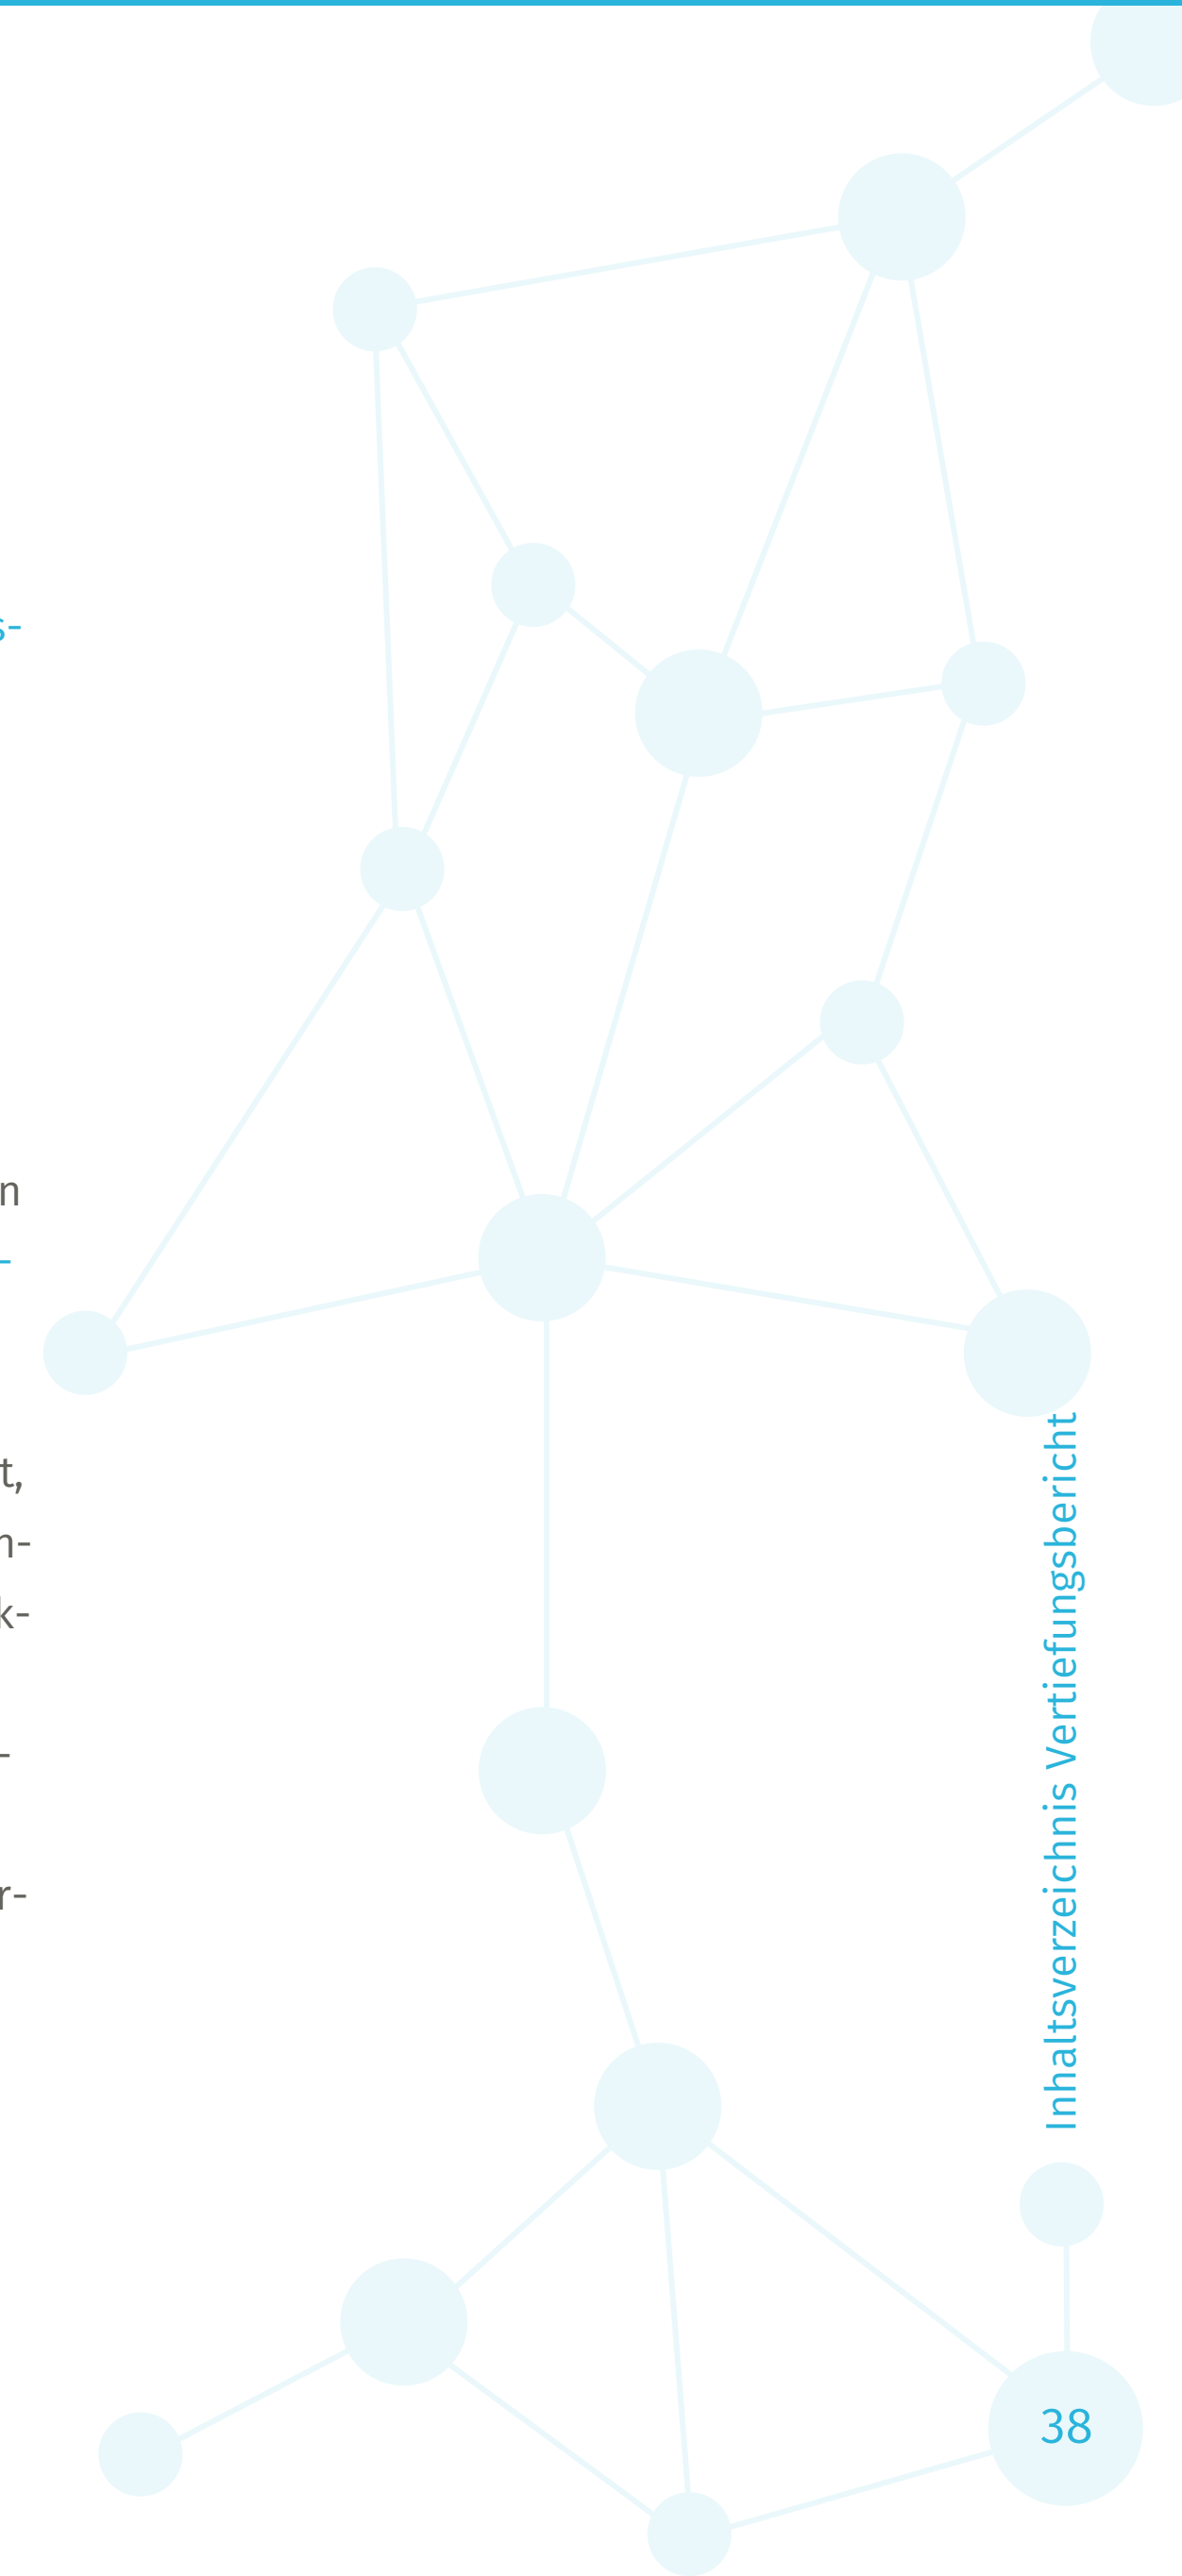 s-
n
-
t,
n-
k-
-
r-
Inhaltsverzeichnis Vertiefungsbericht
38